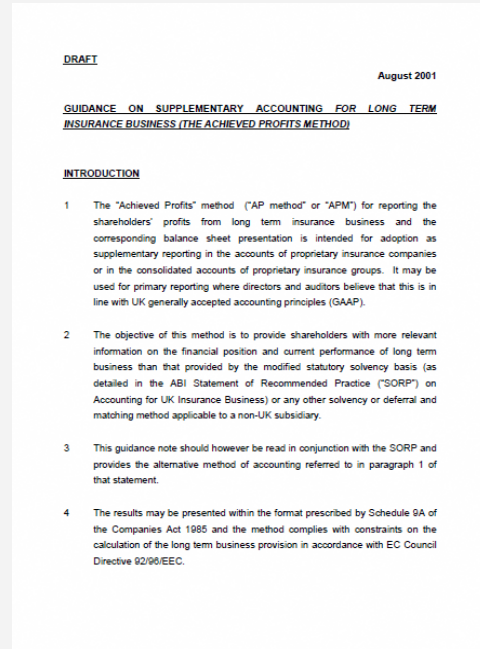 DRAFT
August 2001
GUIDANCE ON SUPPLEMENTARY ACCOUNTING FOR LONG TERM
INSURANCE BUSINESS (THE ACHIEVED PROFITS METHOD)
INTRODUCTION
1 The "Achieved Profits" method ("AP method" or "APM") for reporting the
shareholders' profits from long term insurance business and the
corresponding balance sheet presentation is intended for adoption as
supplementary reporting in the accounts of proprietary insurance companies
or in the consolidated accounts of proprietary insurance groups. It may be
used for primary reporting where directors and auditors believe that this is in
line with UK generally accepted accounting principles (GAAP).
2 The objective of this method is to provide shareholders with more relevant
information on the financial position and current performance of long term
business than that provided by the modified statutory solvency basis (as
detailed in the ABI Statement of Recommended Practice ("SORP") on
Accounting for UK Insurance Business) or any other solvency or deferral and
matching method applicable to a non-UK subsidiary.
3 This guidance note should however be read in conjunction with the SORP and
provides the alternative method of accounting referred to in paragraph 1 of
that statement.
4 The results may be presented within the format prescribed by Schedule 9A of
the Companies Act 1985 and the method complies with constraints on the
calculation of the long term business provision in accordance with EC Council
Directive 92/96/EEC.